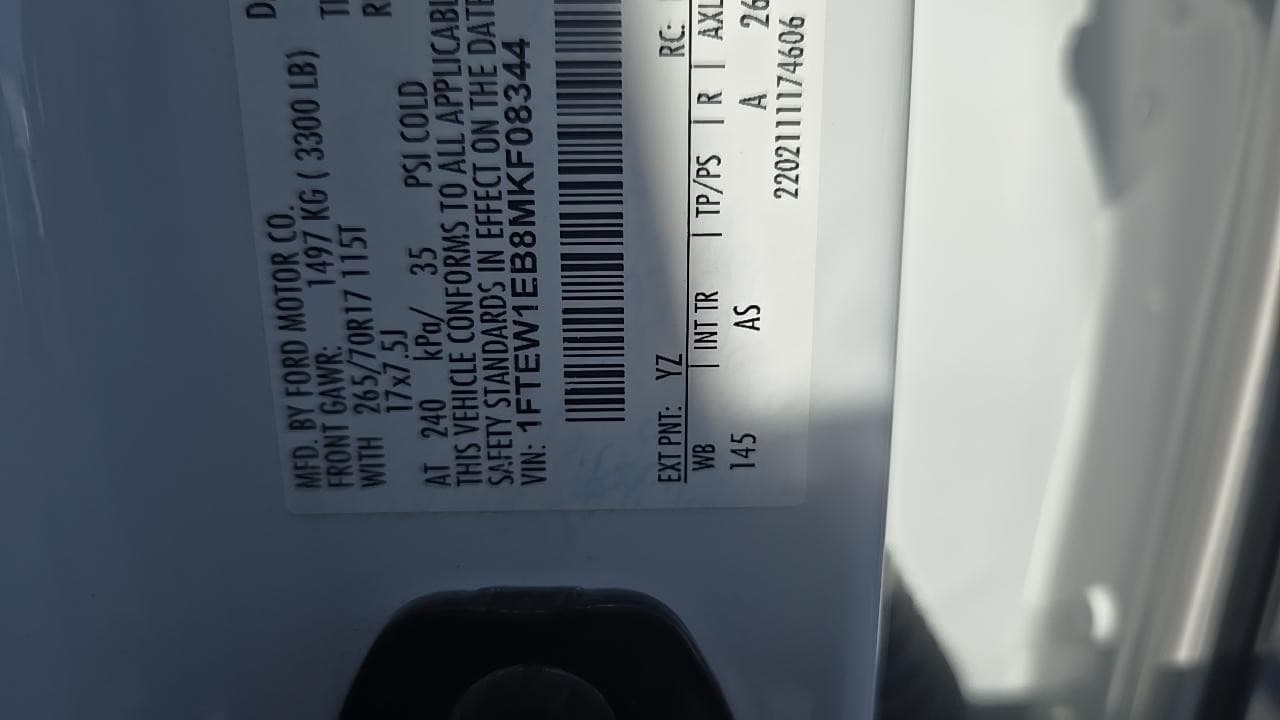 MFD. BY FORD MOTOR CO.
FRONT GAWR: 1497 KG ( 3300 LB)
WITH 265/70R17 115T
17x7.5J
AT 240 kPa/ 35 PSI COLD
THIS VEHICLE CONFORMS TO ALL
SAFETY STANDARDS IN EFFECT ON THE DATE
VIN: 1FTEW1EB8MKF08344
EXT PNT: YZ RC:
WB | INT TR | TP/PS | R |
145 AS A 26
2202111174606